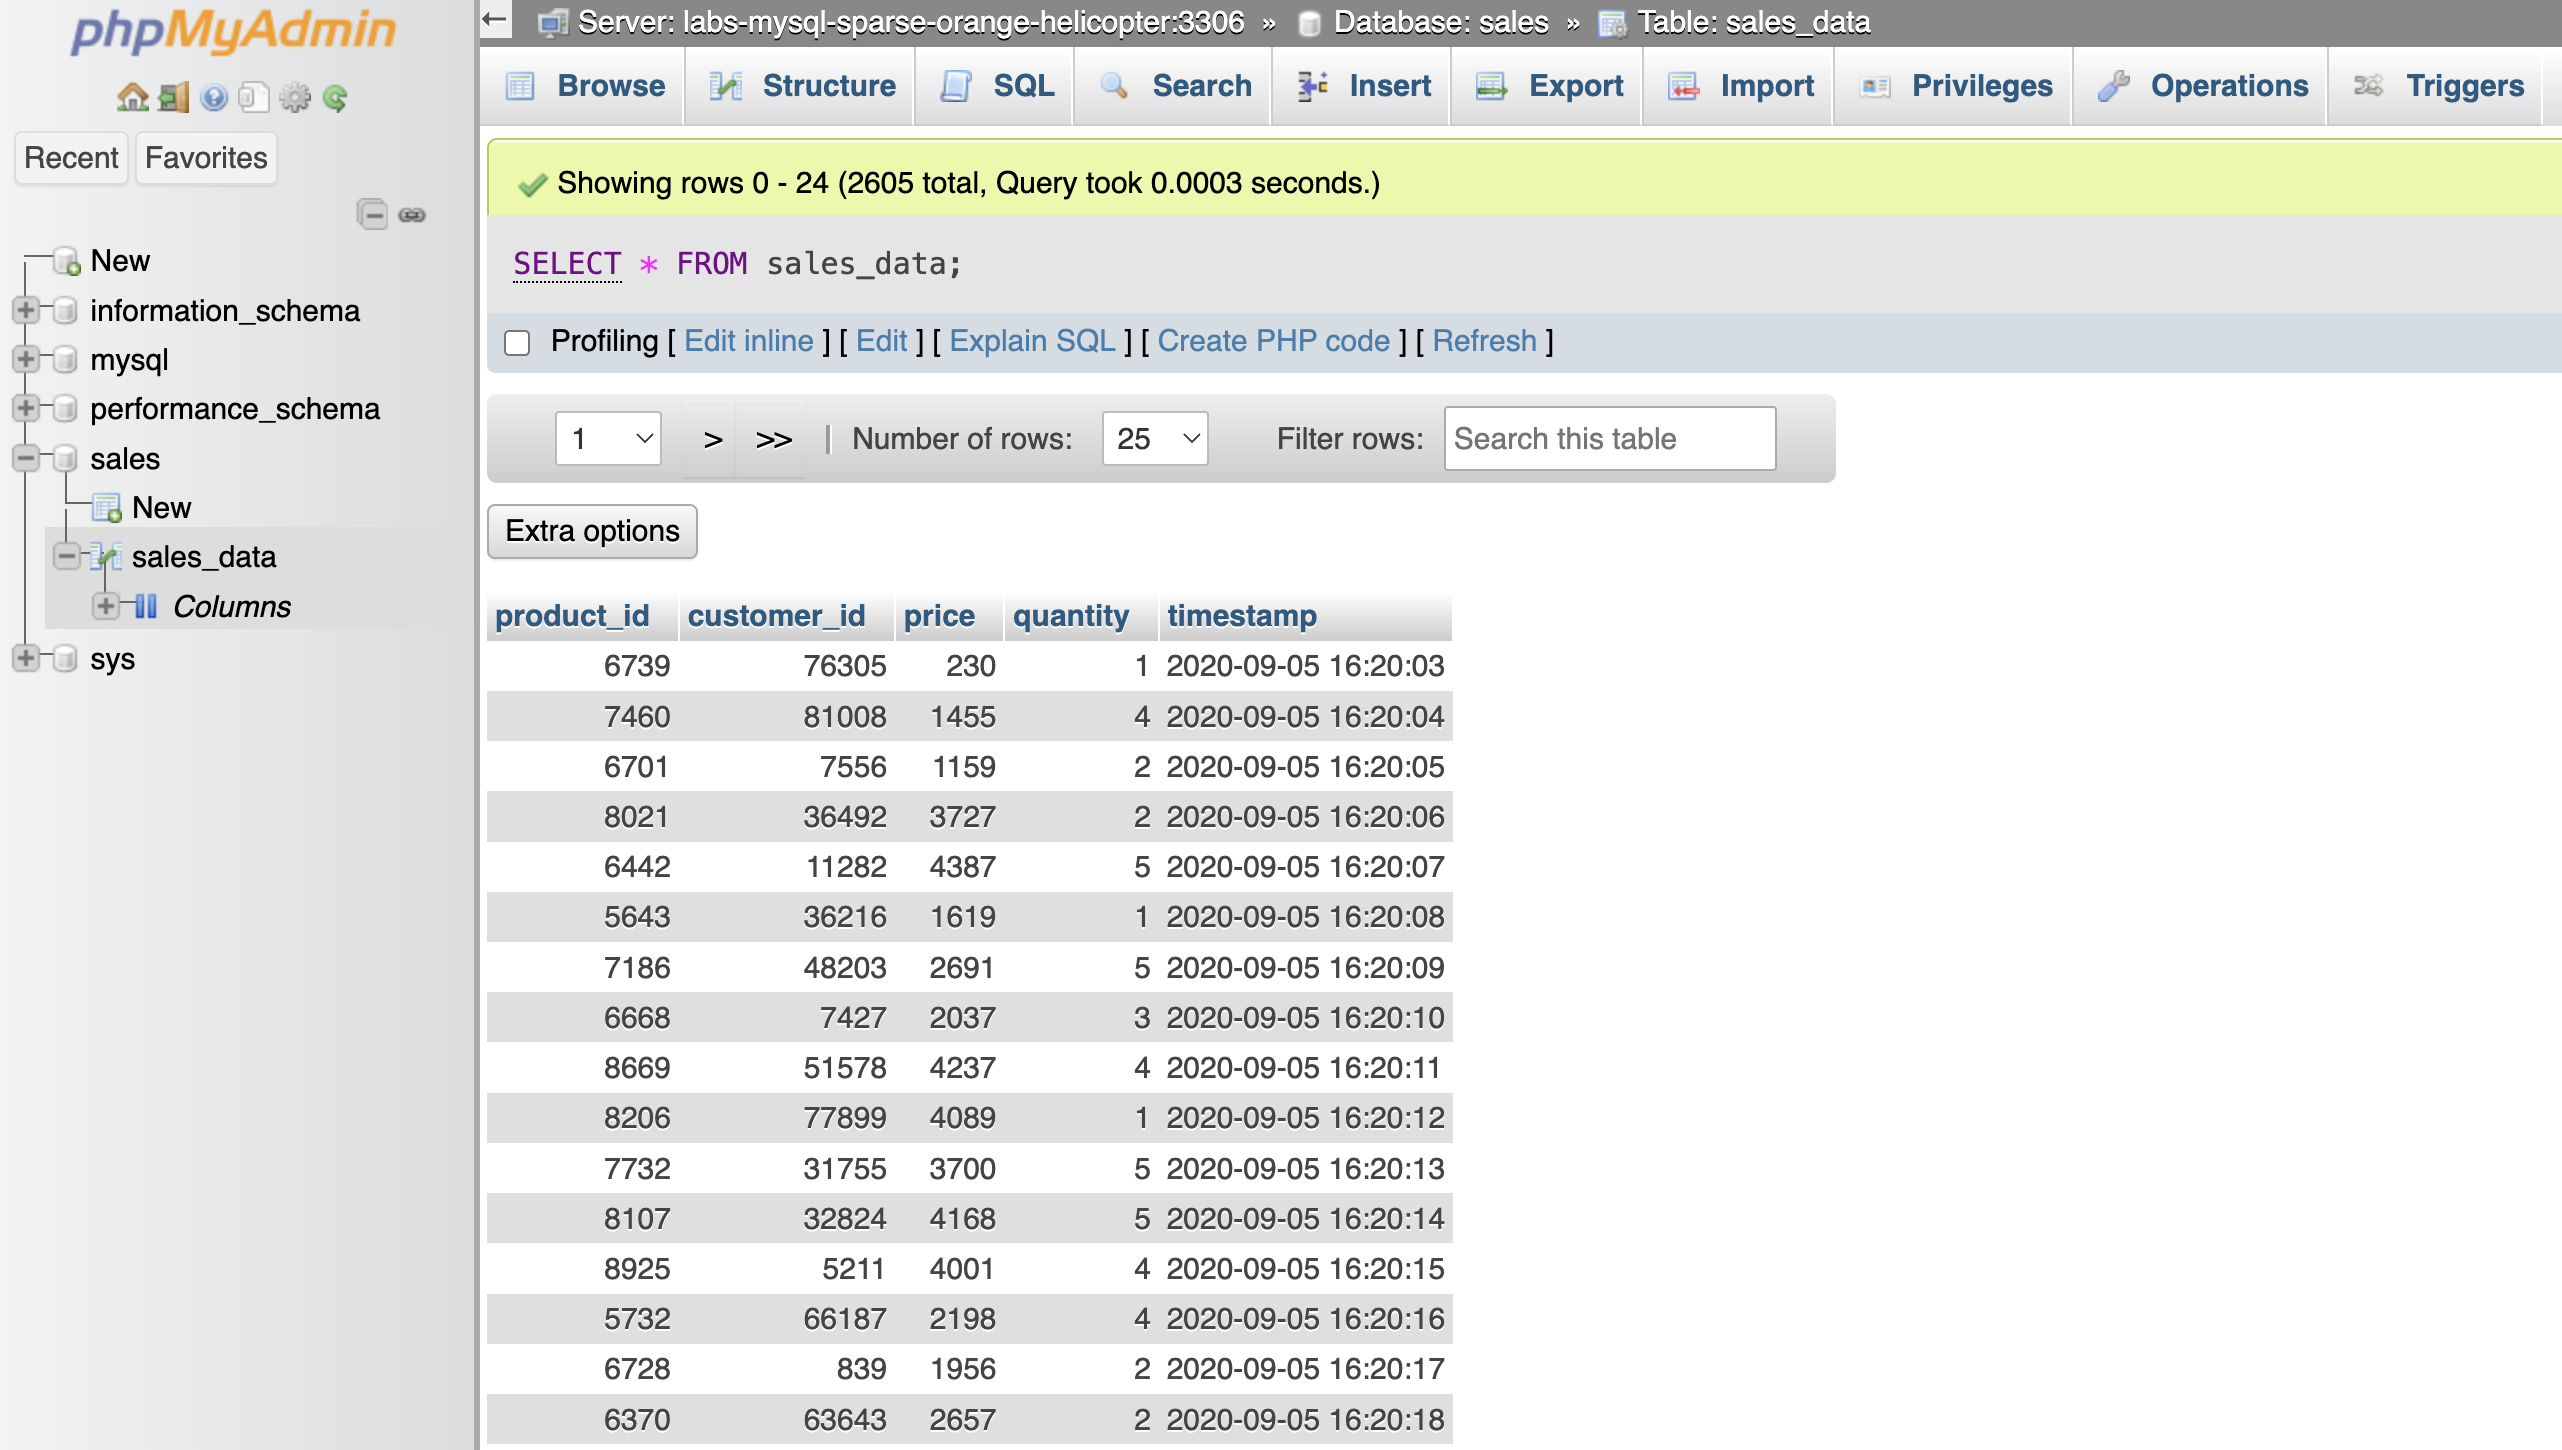 phpMyAdmin
Recent Favorites
New
information_schema
mysql
performance_schema
sales
New
sales_data
Columns
sys
Server: labs-mysql-sparse-orange-helicopter:3306 » Database: sales » Table: sales_data
Browse Structure SQL Search Insert Export Import Privileges Operations Triggers
Showing rows 0 - 24 (2605 total, Query took 0.0003 seconds.)
SELECT * FROM sales_data;
Profiling [ Edit inline ] [ Edit ] [ Explain SQL ] [ Create PHP code ] [ Refresh ]
1 > >> | Number of rows: 25 Filter rows: Search this table
Extra options
product_id customer_id price quantity timestamp
6739 76305 230 1 2020-09-05 16:20:03
7460 81008 1455 4 2020-09-05 16:20:04
6701 7556 1159 2 2020-09-05 16:20:05
8021 36492 3727 2 2020-09-05 16:20:06
6442 11282 4387 5 2020-09-05 16:20:07
5643 36216 1619 1 2020-09-05 16:20:08
7186 48203 2691 5 2020-09-05 16:20:09
6668 7427 2037 3 2020-09-05 16:20:10
8669 51578 4237 4 2020-09-05 16:20:11
8206 77899 4089 1 2020-09-05 16:20:12
7732 31755 3700 5 2020-09-05 16:20:13
8107 32824 4168 5 2020-09-05 16:20:14
8925 5211 4001 4 2020-09-05 16:20:15
5732 66187 2198 4 2020-09-05 16:20:16
6728 839 1956 2 2020-09-05 16:20:17
6370 63643 2657 2 2020-09-05 16:20:18